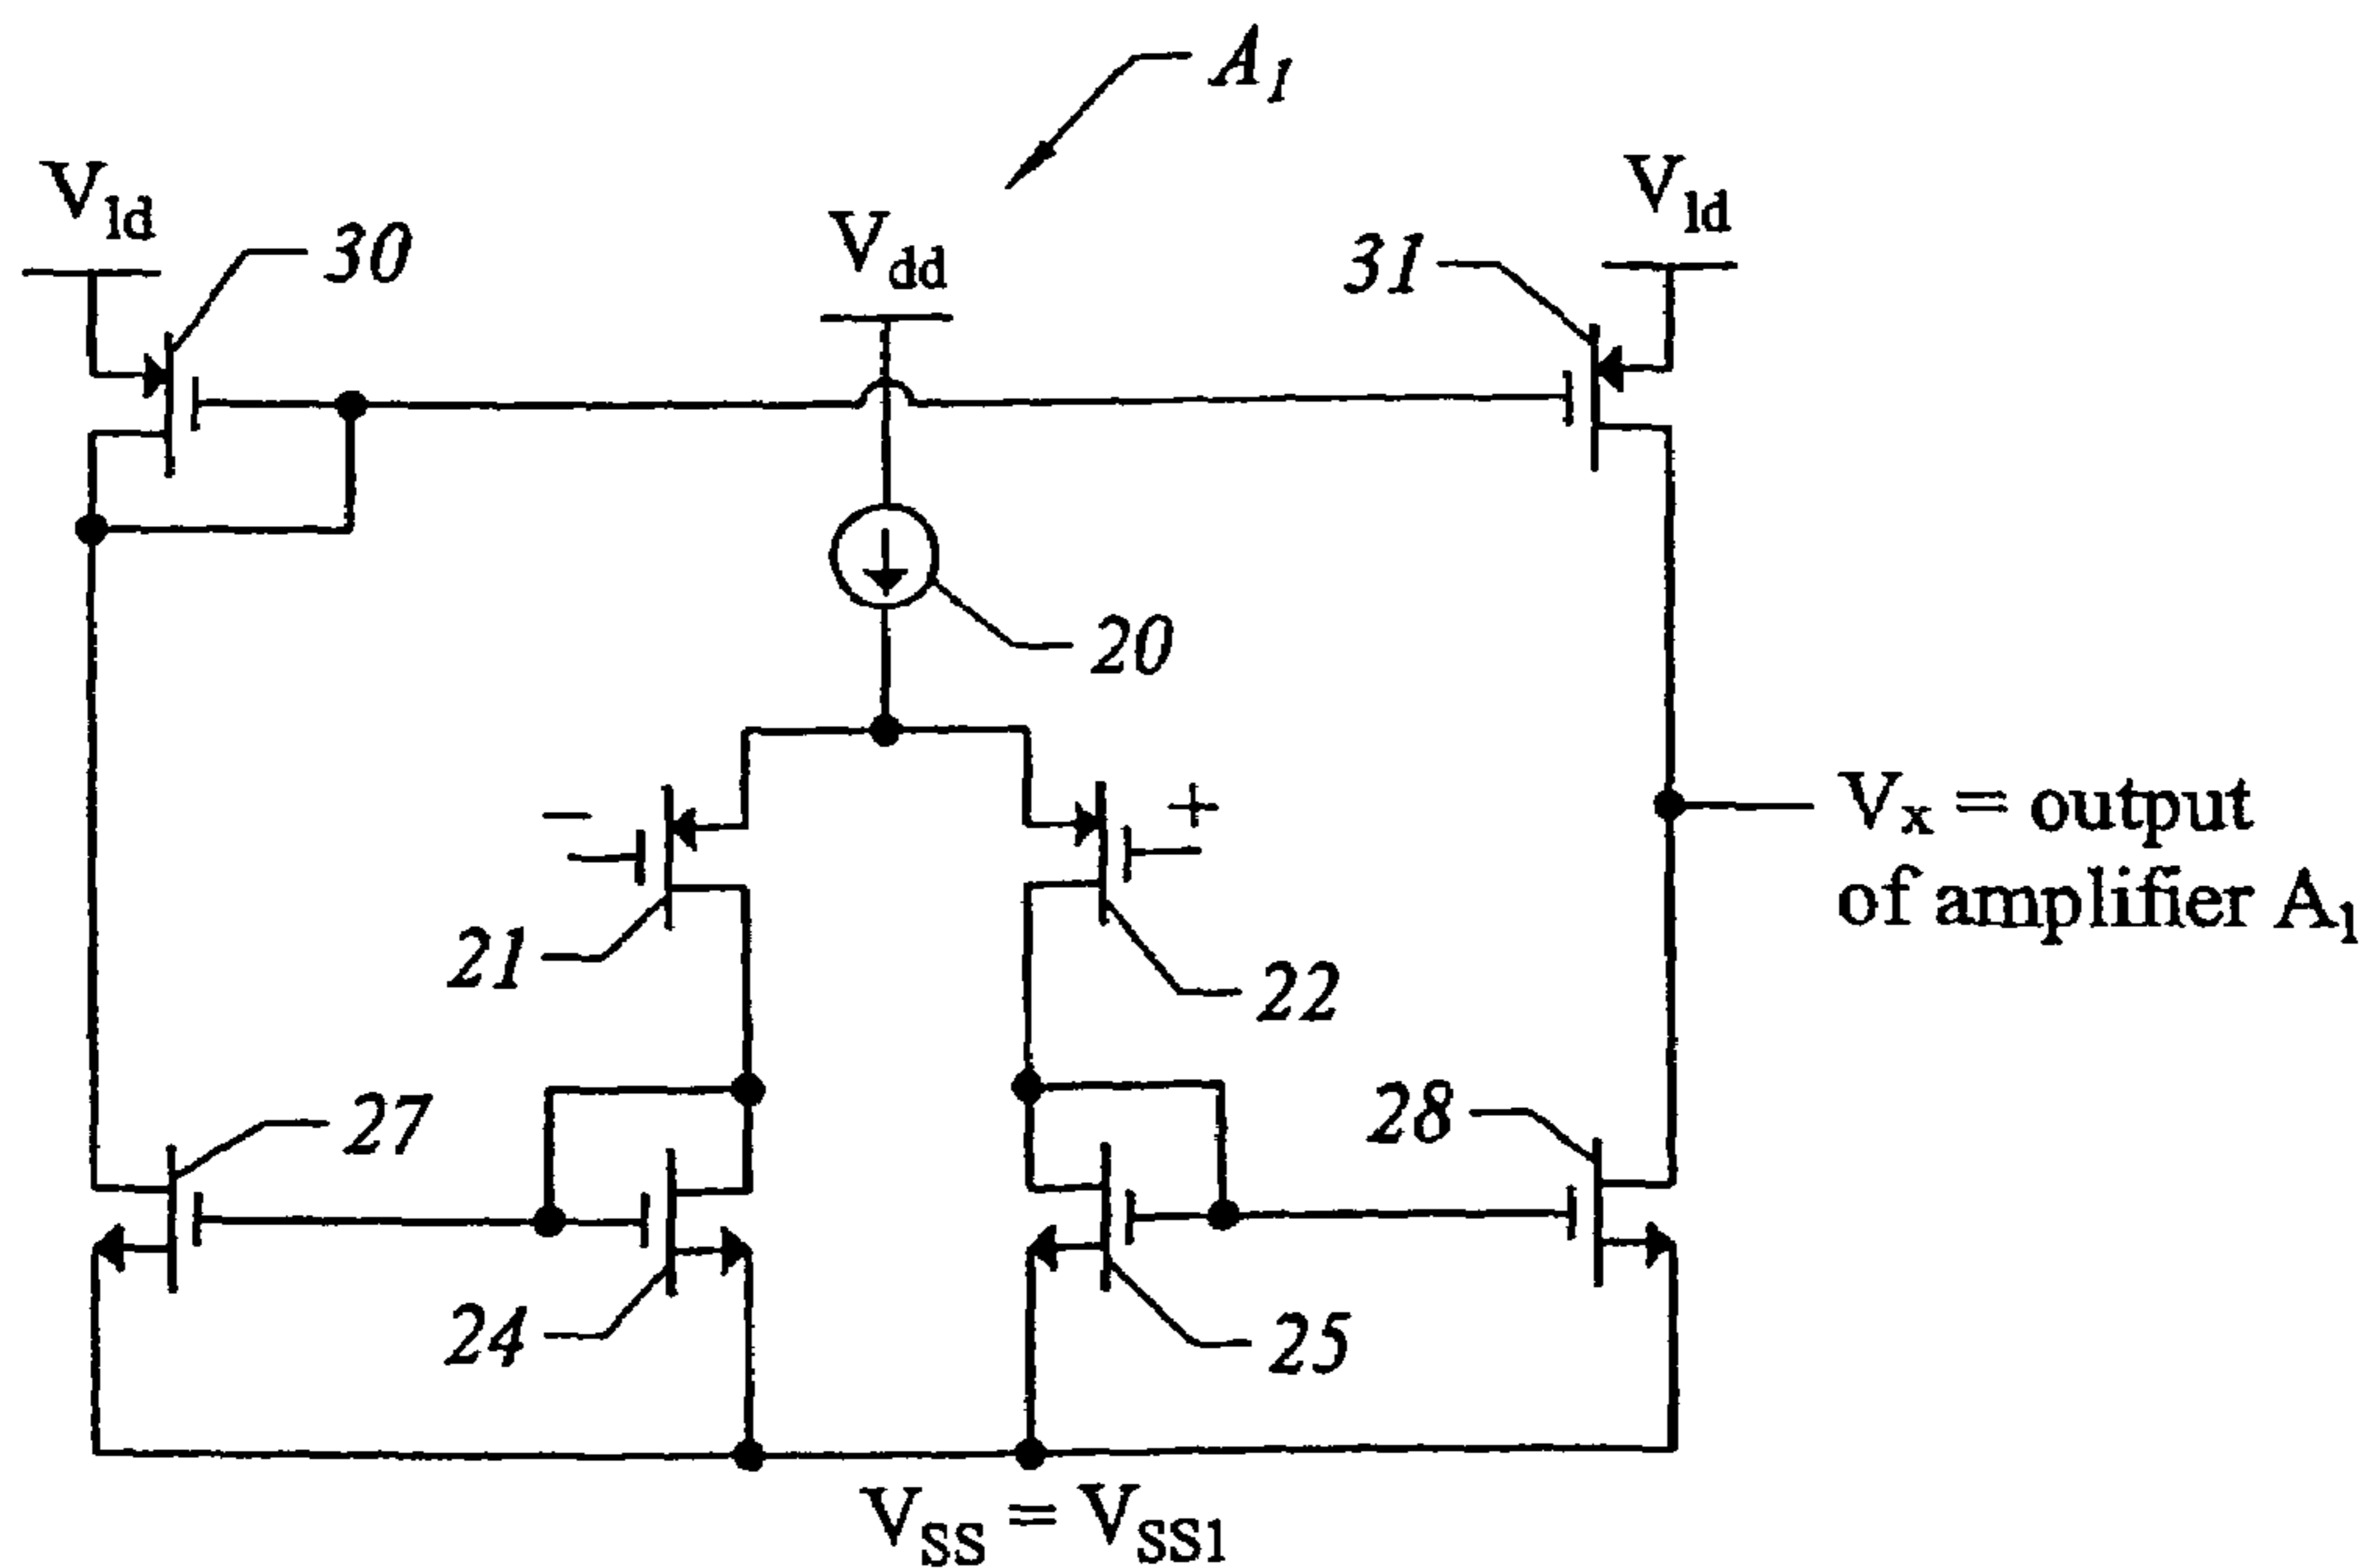 A1
Vld
30
Vdd
31
Vld
20
−
+
21
22
Vx = output
of amplifier A1
27
28
24
25
VSS = VSS1